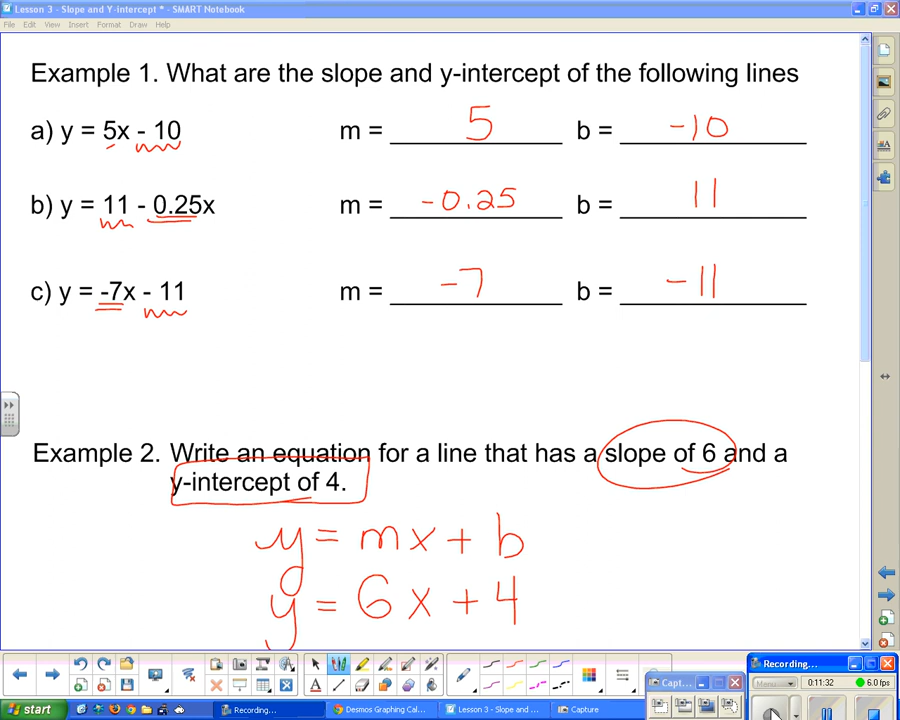 Lesson 3 - Slope and Y-intercept * - SMART Notebook
File Edit View Insert Format Draw Help
Example 1. What are the slope and y-intercept of the following lines
a) y = 5x - 10 m = 5 b = -10
b) y = 11 - 0.25x m = -0.25 b = 11
c) y = -7x - 11 m = -7 b = -11
Example 2. Write an equation for a line that has a slope of 6 and a
y-intercept of 4.
y = mx + b
y = 6x + 4
Recording...
Capt...
Menu 0:11:32 6.0 fps
start Recording... Desmos Graphing Cal... Lesson 3 - Slope and ... Capture